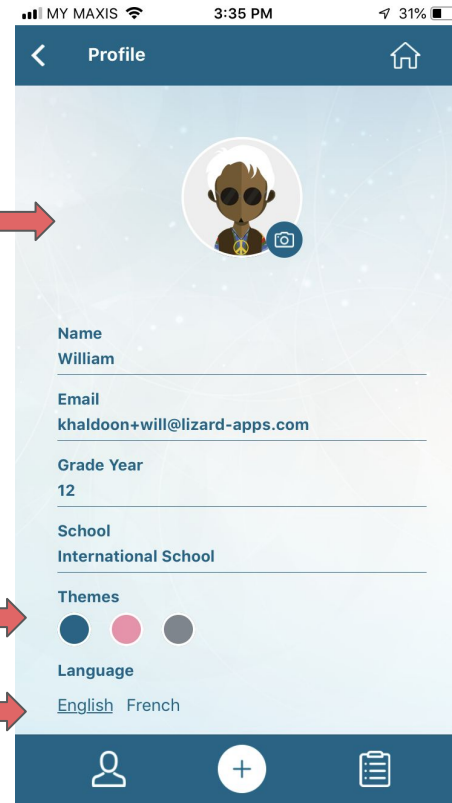 MY MAXIS 3:35 PM 31%
Profile
Name
William
Email
khaldoon+will@lizard-apps.com
Grade Year
12
School
International School
Themes
Language
English French